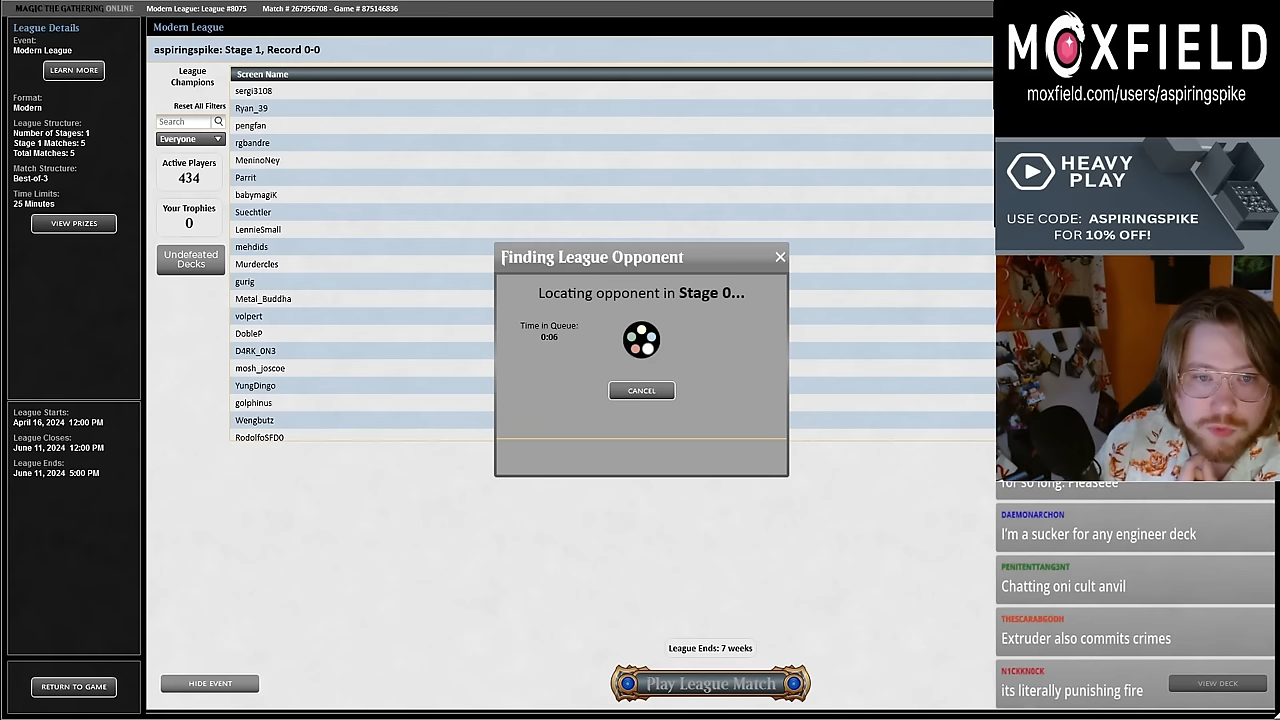 MAGIC THE GATHERING ONLINE
Modern League: League #8075
Match # 267956708 - Game # 875146836
League Details
Event:
Modern League
LEARN MORE
Format:
Modern
League Structure:
Number of Stages: 1
Stage 1 Matches: 5
Total Matches: 5
Match Structure:
Best-of-3
Time Limits:
25 Minutes
VIEW PRIZES
League Starts:
April 16, 2024 12:00 PM
League Closes:
June 11, 2024 12:00 PM
League Ends:
June 11, 2024 5:00 PM
RETURN TO GAME
Modern League
aspiringspike: Stage 1, Record 0-0
League
Champions
Reset All Filters
Search
Everyone
Active Players
434
Your Trophies
0
Undefeated
Decks
Screen Name
sergi3108
Ryan_39
pengfan
rgbandre
MeninoNey
Parrit
babymagiK
Suechtler
LennieSmall
mehdids
Murdercles
gurig
Metal_Buddha
volpert
DobleP
D4RK_0N3
mosh_joscoe
YungDingo
golphinus
Wengbutz
RodolfoSFD0
Finding League Opponent
Locating opponent in Stage 0...
Time in Queue:
0:06
CANCEL
League Ends: 7 weeks
HIDE EVENT
Play League Match
MOXFIELD
moxfield.com/users/aspiringspike
HEAVY
PLAY
USE CODE: ASPIRINGSPIKE
FOR 10% OFF!
for so long. Pleaseee
DAEMONARCHON
I'm a sucker for any engineer deck
PENITENTTANG3NT
Chatting oni cult anvil
THESCARABGODH
Extruder also commits crimes
N1CKKN0CK
its literally punishing fire
VIEW DECK